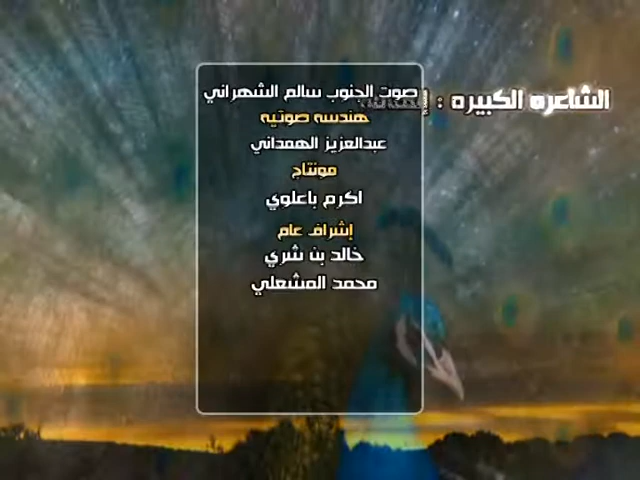 صوت الجنوب سالم الشهراني
الشاعره الكبيره :
هندسه صوتيه
عبدالعزيز الهمداني
مونتاج
اكرم باعلوي
إشراف عام
خالد بن شري
محمد المشعلي